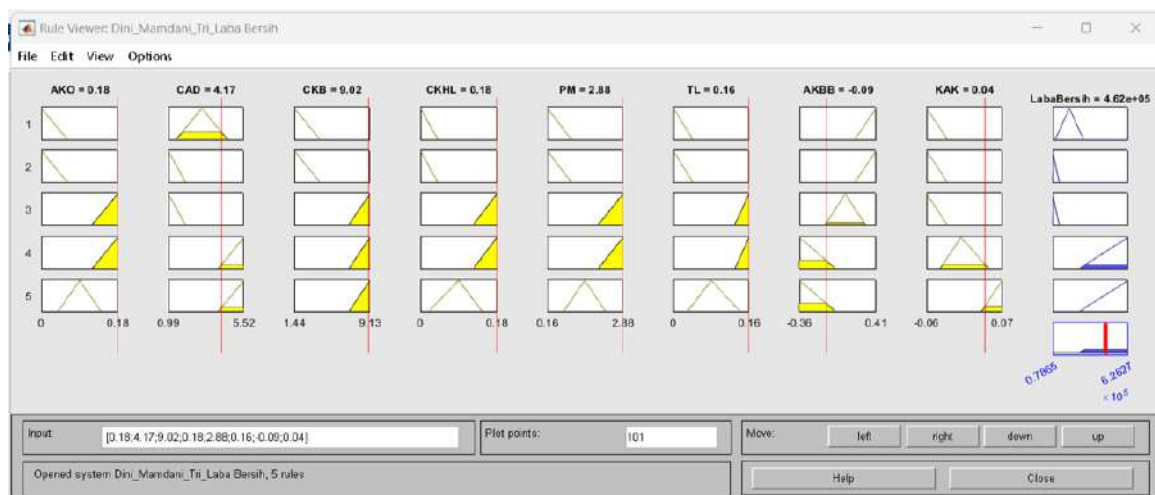 Rule Viewer: Dini_Mamdani_Tri_Laba Bersih
File Edit View Options
AKO = 0.18 CAD = 4.17 CKB = 9.02 CKHL = 0.18 PM = 2.88 TL = 0.16 AKBB = -0.09 KAK = 0.04 LabaBersih = 4.62e+05
1
2
3
4
5
0 0.18 0.99 5.52 1.44 9.13 0 0.18 0.16 2.88 0 0.16 -0.36 0.41 -0.06 0.07
0.7865 6.2627
× 10^5
Input: [0.18;4.17;9.02;0.18;2.88;0.16;-0.09;0.04] Plot points: 101 Move: left right down up
Opened system Dini_Mamdani_Tri_Laba Bersih, 5 rules Help Close